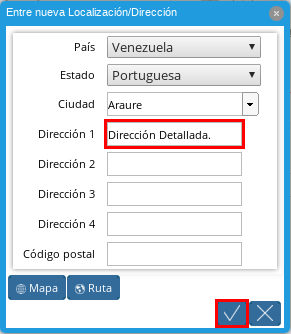 Entre nueva Localización/Dirección
País Venezuela
Estado Portuguesa
Ciudad Araure
Dirección 1 Dirección Detallada.
Dirección 2
Dirección 3
Dirección 4
Código postal
Mapa Ruta